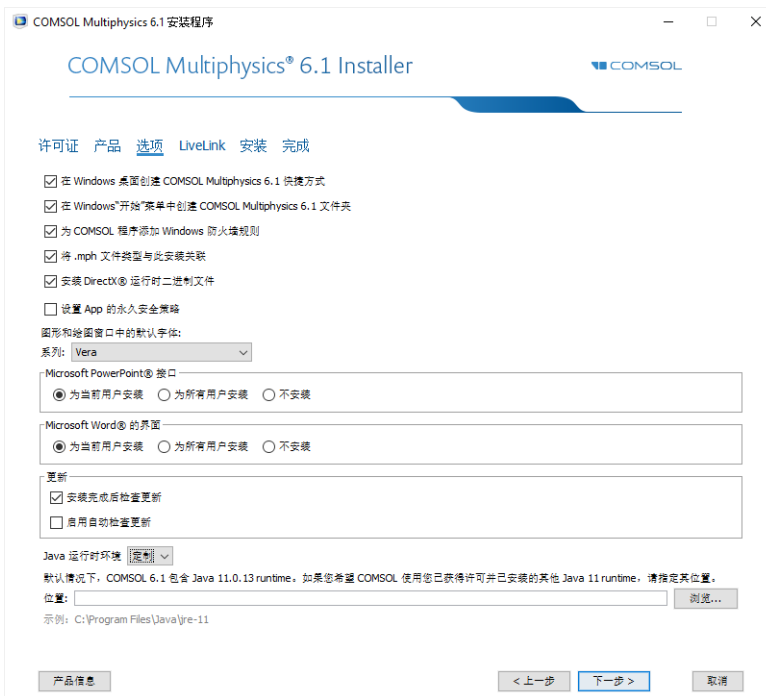 COMSOL Multiphysics 6.1 安装程序
COMSOL Multiphysics® 6.1 Installer
COMSOL
许可证 产品 选项 LiveLink 安装 完成
在 Windows 桌面创建 COMSOL Multiphysics 6.1 快捷方式
在 Windows“开始”菜单中创建 COMSOL Multiphysics 6.1 文件夹
为 COMSOL 程序添加 Windows 防火墙规则
将 .mph 文件类型与此安装关联
安装 DirectX® 运行时二进制文件
设置 App 的永久安全策略
图形和绘图窗口中的默认字体:
系列: Vera
Microsoft PowerPoint® 接口
为当前用户安装 为所有用户安装 不安装
Microsoft Word® 的界面
为当前用户安装 为所有用户安装 不安装
更新
安装完成后检查更新
启用自动检查更新
Java 运行时环境 定制
默认情况下，COMSOL 6.1 包含 Java 11.0.13 runtime。如果您希望 COMSOL 使用您已获得许可并已安装的其他 Java 11 runtime，请指定其位置。
位置: 浏览...
示例: C:\Program Files\Java\jre-11
产品信息 < 上一步 下一步 > 取消